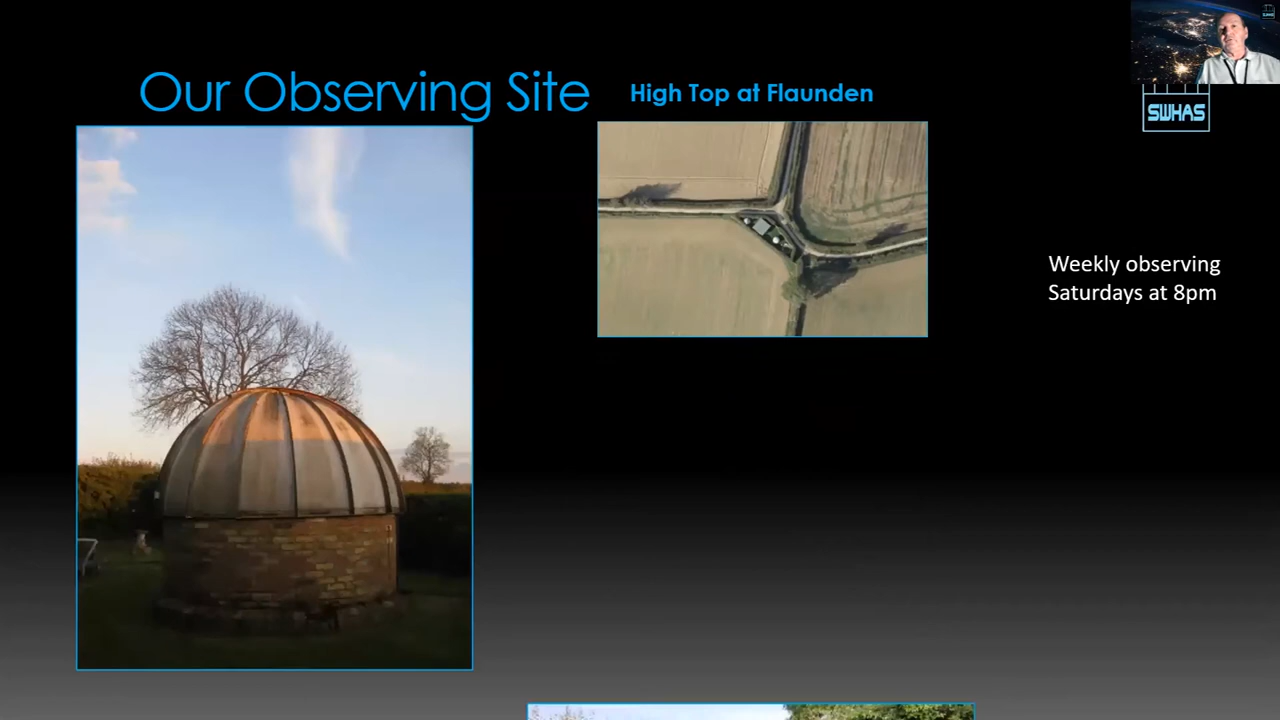 Our Observing Site
High Top at Flaunden
SWHAS
Weekly observing
Saturdays at 8pm